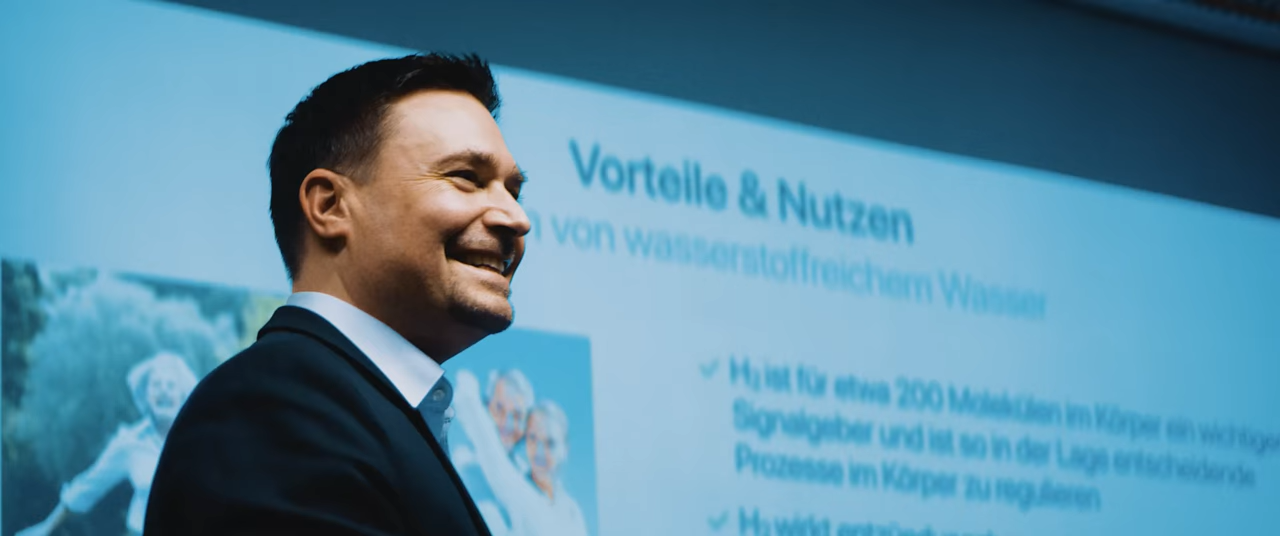 Vorteile & Nutzen
von wasserstoffreichem Wasser
✓ H₂ ist für etwa 200 Molekülen im Körper ein wichtiger
Signalgeber und ist so in der Lage entscheidende
Prozesse im Körper zu regulieren
✓ H₂ wirkt